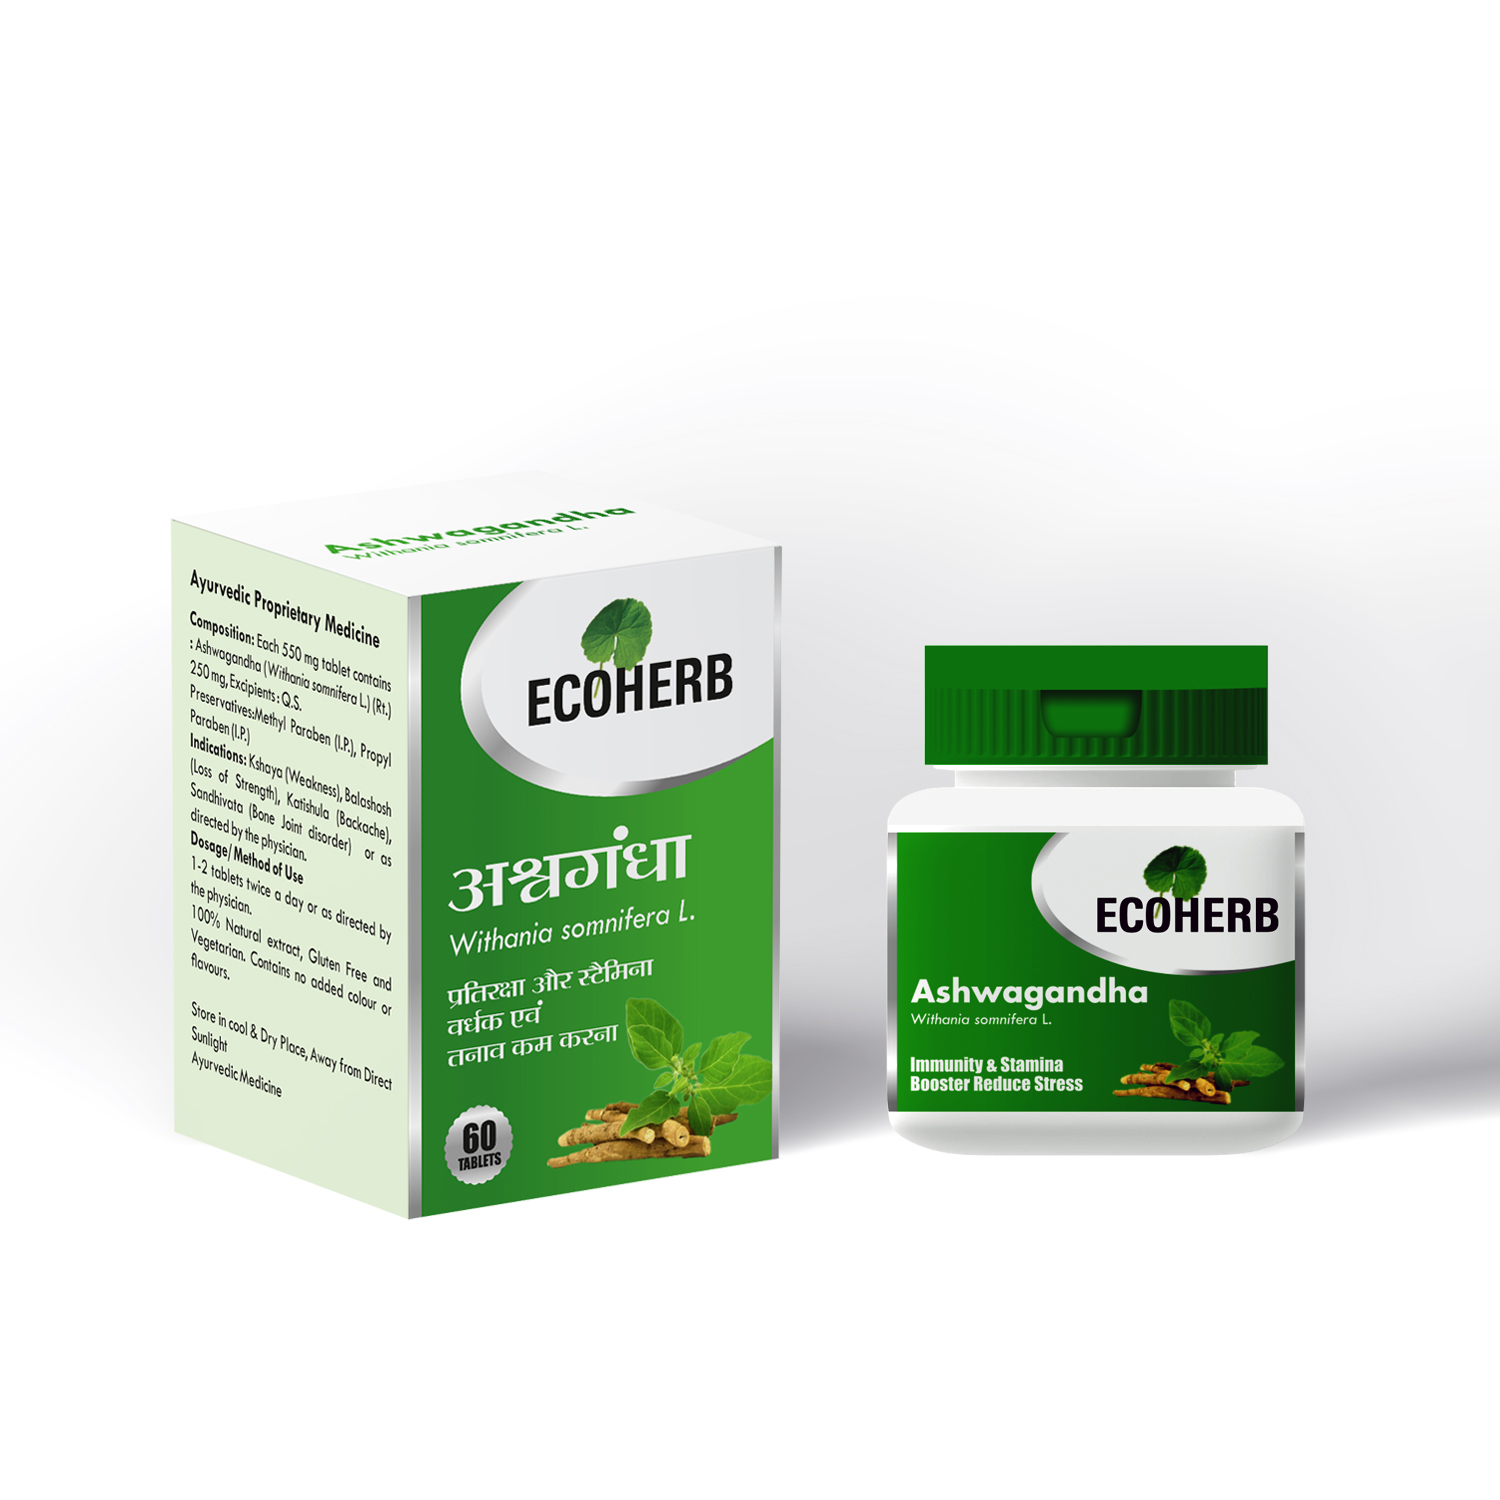 Ashwagandha
Withania somnifera L.
Ayurvedic Proprietary Medicine
Composition: Each 550 mg tablet contains
: Ashwagandha (Withania somnifera L.) (Rt.)
250 mg, Excipients : Q.S.
Preservatives:Methyl Paraben (I.P.), Propyl
Paraben (I.P.)
Indications: Kshaya (Weakness), Balashosh
(Loss of Strength), Katishula (Backache),
Sandhivata (Bone Joint disorder) or as
directed by the physician.
Dosage/ Method of Use
1-2 tablets twice a day or as directed by
the physician.
100% Natural extract, Gluten Free and
Vegetarian. Contains no added colour or
flavours.
Store in cool & Dry Place, Away from Direct
Sunlight
Ayurvedic Medicine
ECOHERB
अश्वगंधा
Withania somnifera L.
प्रतिरक्षा और स्टैमिना
वर्धक एवं
तनाव कम करना
60
TABLETS
ECOHERB
Ashwagandha
Withania somnifera L.
Immunity & Stamina
Booster Reduce Stress